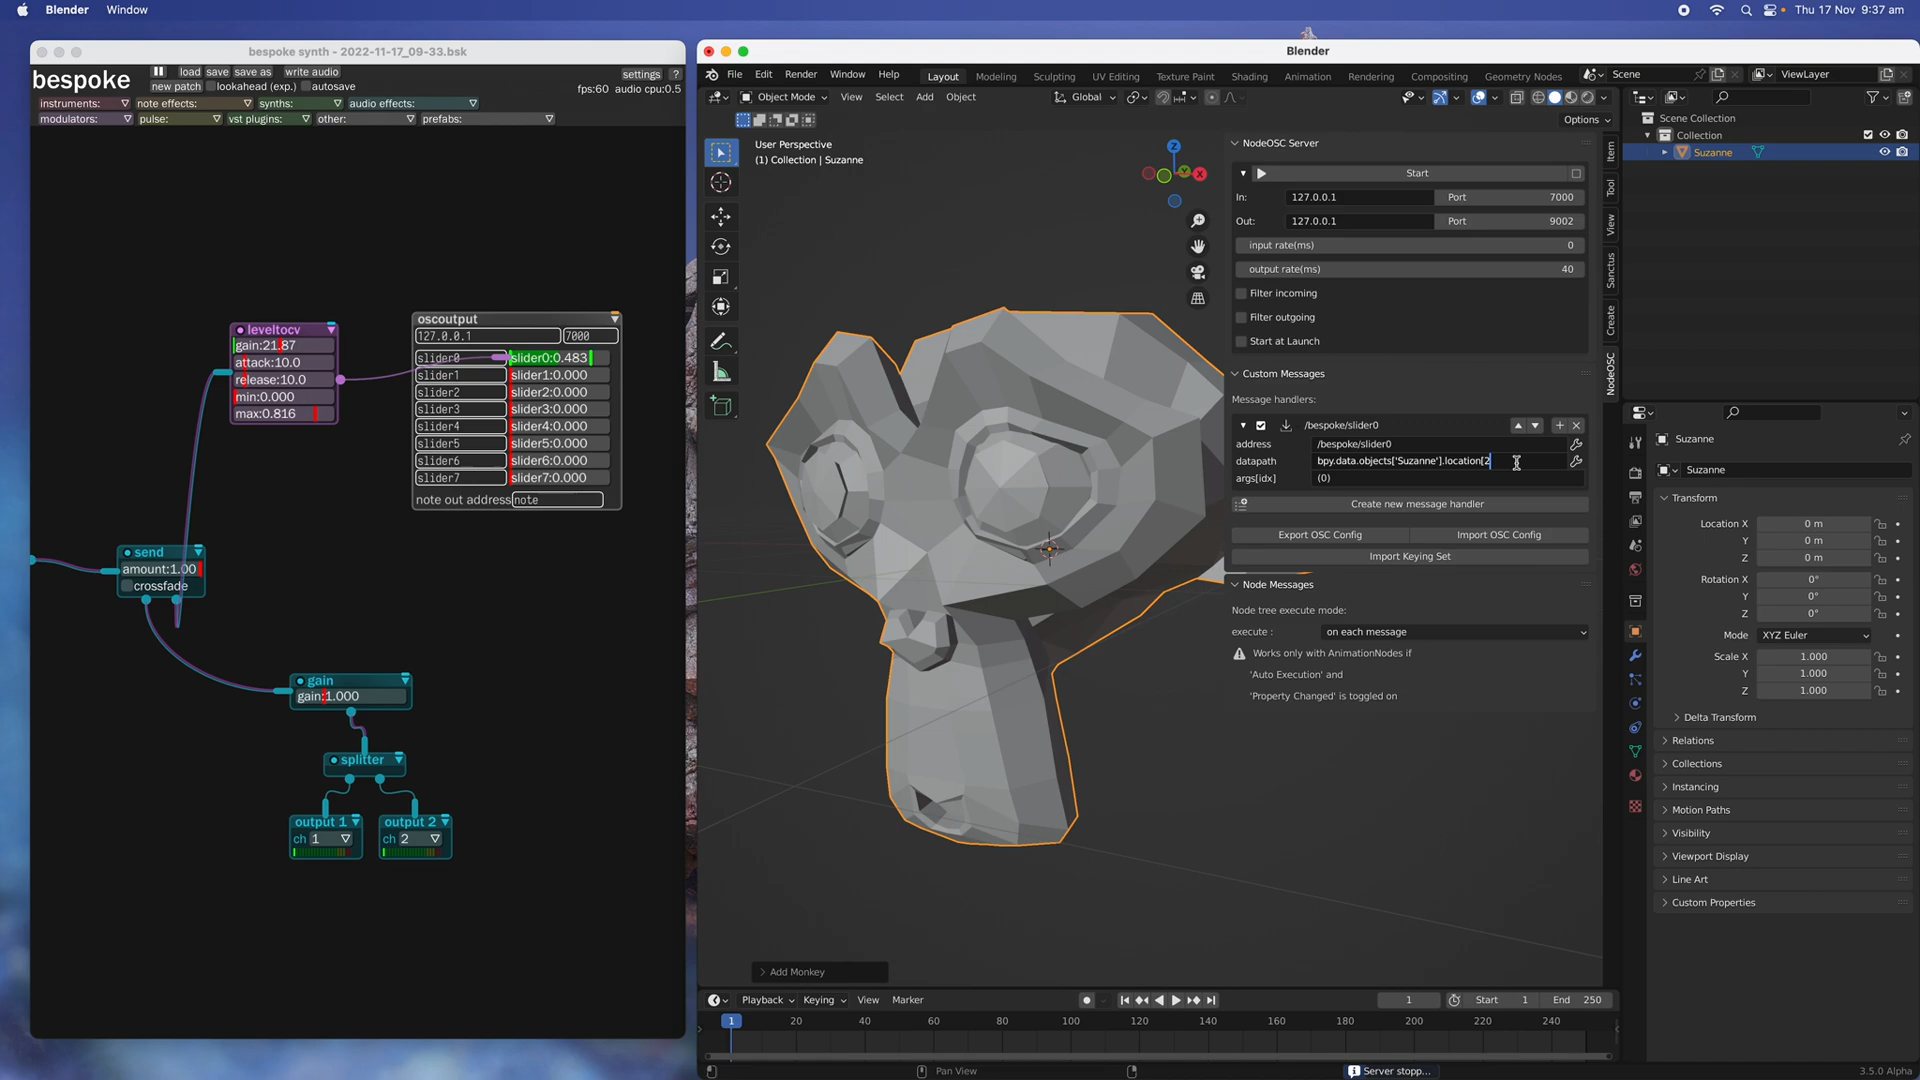 Blender Window Thu 17 Nov 9:37 am
bespoke synth - 2022-11-17_09-33.bsk
bespoke
load save save as write audio
new patch lookahead (exp.) autosave
settings ?
fps:60 audio cpu:0.5
instruments: note effects: synths: audio effects:
modulators: pulse: vst plugins: other: prefabs:
leveltocv
gain:21.87
attack:10.0
release:10.0
min:0.000
max:0.816
oscoutput
127.0.0.1 7000
slider0 slider0:0.483
slider1 slider1:0.000
slider2 slider2:0.000
slider3 slider3:0.000
slider4 slider4:0.000
slider5 slider5:0.000
slider6 slider6:0.000
slider7 slider7:0.000
note out address note
send
amount:1.00
crossfade
gain
gain:1.000
splitter
output 1
ch 1
output 2
ch 2
Blender
File Edit Render Window Help Layout Modeling Sculpting UV Editing Texture Paint Shading Animation Rendering Compositing Geometry Nodes Scene ViewLayer
Object Mode View Select Add Object Global
Options
User Perspective
(1) Collection | Suzanne
Z
Y
X
NodeOSC Server
Start
In: 127.0.0.1 Port 7000
Out: 127.0.0.1 Port 9002
input rate(ms) 0
output rate(ms) 40
Filter incoming
Filter outgoing
Start at Launch
Custom Messages
Message handlers:
/bespoke/slider0
address /bespoke/slider0
datapath bpy.data.objects['Suzanne'].location[2
args[idx] (0)
Create new message handler
Export OSC Config Import OSC Config
Import Keying Set
Node Messages
Node tree execute mode:
execute : on each message
Works only with AnimationNodes if
'Auto Execution' and
'Property Changed' is toggled on
Item
Tool
View
Sanctus
Create
NodeOSC
Add Monkey
Scene Collection
Collection
Suzanne
Suzanne
Suzanne
Transform
Location X 0 m
Y 0 m
Z 0 m
Rotation X 0°
Y 0°
Z 0°
Mode XYZ Euler
Scale X 1.000
Y 1.000
Z 1.000
Delta Transform
Relations
Collections
Instancing
Motion Paths
Visibility
Viewport Display
Line Art
Custom Properties
Playback Keying View Marker 1 Start 1 End 250
1 20 40 60 80 100 120 140 160 180 200 220 240
Pan View Server stopp... 3.5.0 Alpha